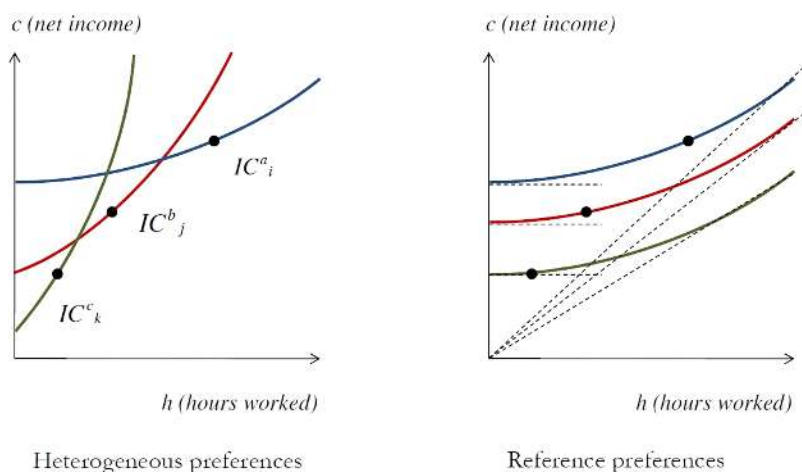 c (net income)
IC^a_i
IC^b_j
IC^c_k
h (hours worked)
Heterogeneous preferences
c (net income)
h (hours worked)
Reference preferences